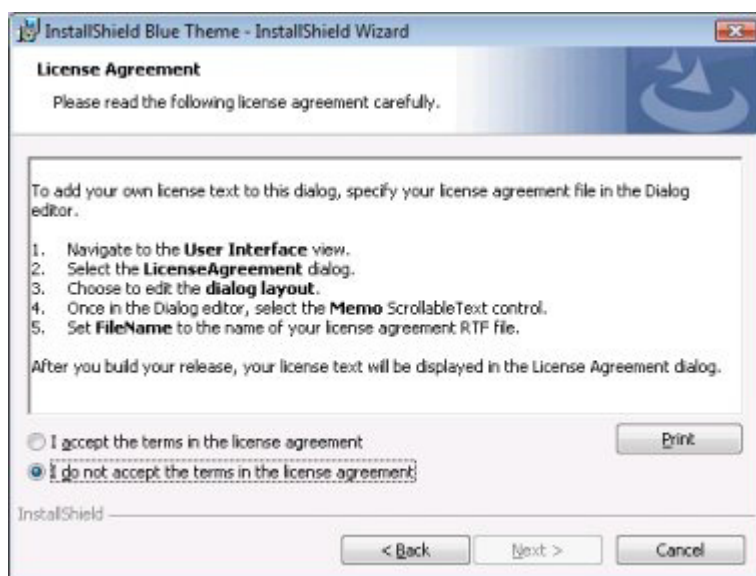 InstallShield Blue Theme - InstallShield Wizard
License Agreement
Please read the following license agreement carefully.
To add your own license text to this dialog, specify your license agreement file in the Dialog
editor.
1. Navigate to the User Interface view.
2. Select the LicenseAgreement dialog.
3. Choose to edit the dialog layout.
4. Once in the Dialog editor, select the Memo ScrollableText control.
5. Set FileName to the name of your license agreement RTF file.
After you build your release, your license text will be displayed in the License Agreement dialog.
I accept the terms in the license agreement
Print
I do not accept the terms in the license agreement
InstallShield
< Back
Next >
Cancel